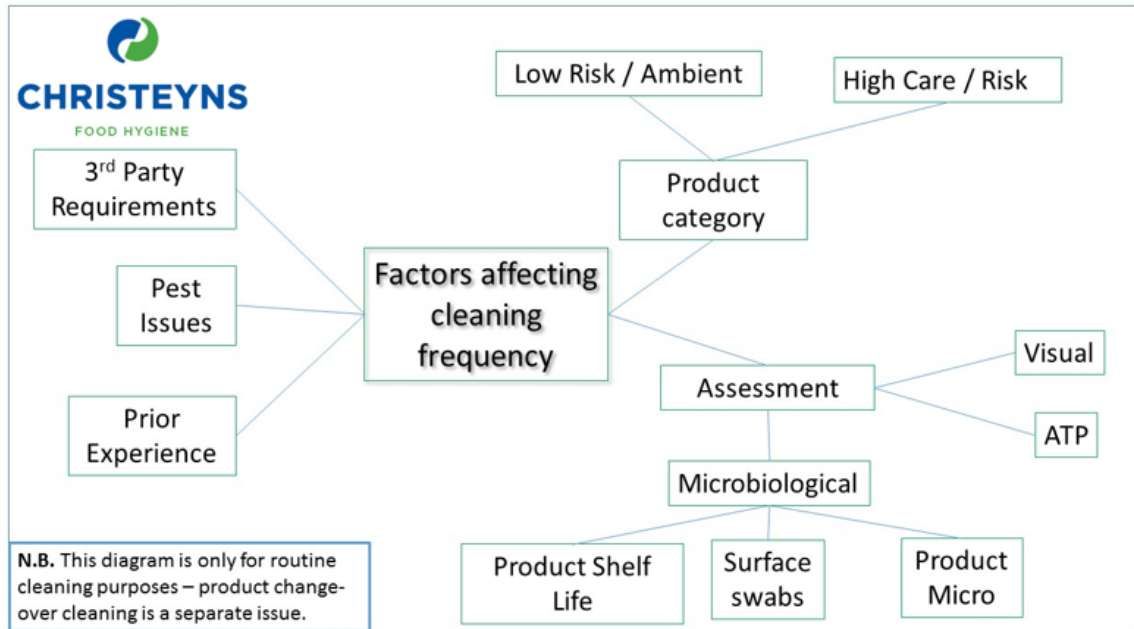 CHRISTEYNS
FOOD HYGIENE
Low Risk / Ambient
High Care / Risk
3rd Party
Requirements
Product
category
Factors affecting
cleaning
frequency
Pest
Issues
Visual
Assessment
ATP
Prior
Experience
Microbiological
Product Shelf
Life
Surface
swabs
Product
Micro
N.B. This diagram is only for routine
cleaning purposes – product change-
over cleaning is a separate issue.